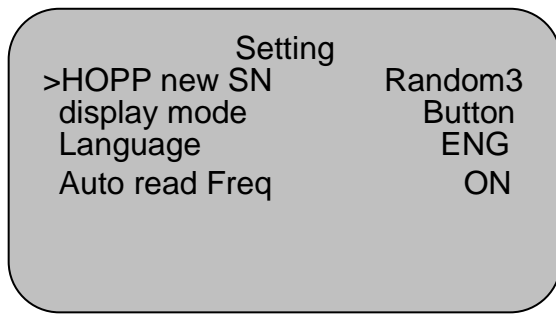 Setting
>HOPP new SN Random3
display mode Button
Language ENG
Auto read Freq ON